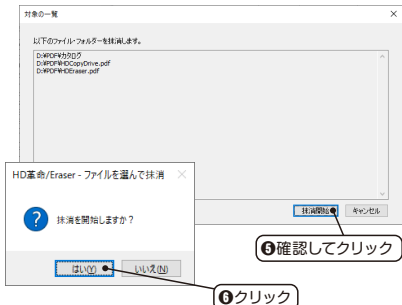 対象の一覧
以下のファイル・フォルダーを抹消します。
D:¥PDF¥カタログ
D:¥PDF¥HDCopyDrive.pdf
D:¥PDF¥HDEraser.pdf
抹消開始
キャンセル
❺確認してクリック
HD革命/Eraser - ファイルを選んで抹消
抹消を開始しますか？
はい(Y)
いいえ(N)
❻クリック